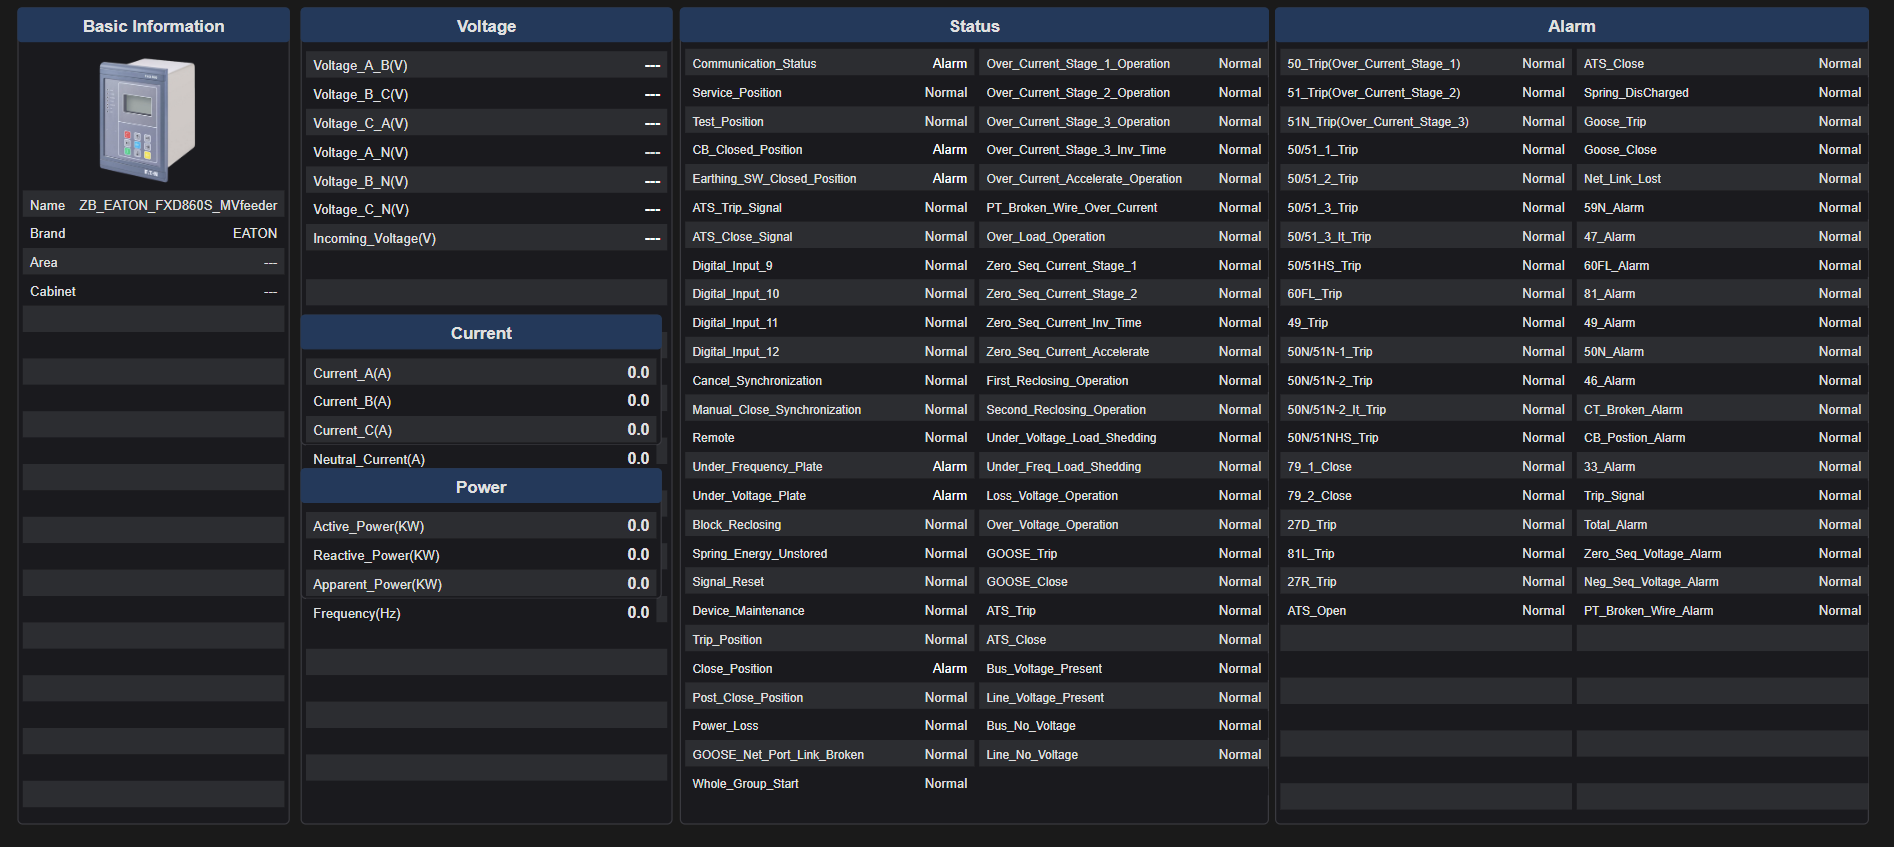 Basic Information
Name ZB_EATON_FXD860S_MVfeeder
Brand EATON
Area ---
Cabinet ---
Voltage
Voltage_A_B(V) ---
Voltage_B_C(V) ---
Voltage_C_A(V) ---
Voltage_A_N(V) ---
Voltage_B_N(V) ---
Voltage_C_N(V) ---
Incoming_Voltage(V) ---
Current
Current_A(A) 0.0
Current_B(A) 0.0
Current_C(A) 0.0
Neutral_Current(A) 0.0
Power
Active_Power(KW) 0.0
Reactive_Power(KW) 0.0
Apparent_Power(KW) 0.0
Frequency(Hz) 0.0
Status
Communication_Status Alarm Over_Current_Stage_1_Operation Normal
Service_Position Normal Over_Current_Stage_2_Operation Normal
Test_Position Normal Over_Current_Stage_3_Operation Normal
CB_Closed_Position Alarm Over_Current_Stage_3_Inv_Time Normal
Earthing_SW_Closed_Position Alarm Over_Current_Accelerate_Operation Normal
ATS_Trip_Signal Normal PT_Broken_Wire_Over_Current Normal
ATS_Close_Signal Normal Over_Load_Operation Normal
Digital_Input_9 Normal Zero_Seq_Current_Stage_1 Normal
Digital_Input_10 Normal Zero_Seq_Current_Stage_2 Normal
Digital_Input_11 Normal Zero_Seq_Current_Inv_Time Normal
Digital_Input_12 Normal Zero_Seq_Current_Accelerate Normal
Cancel_Synchronization Normal First_Reclosing_Operation Normal
Manual_Close_Synchronization Normal Second_Reclosing_Operation Normal
Remote Normal Under_Voltage_Load_Shedding Normal
Under_Frequency_Plate Alarm Under_Freq_Load_Shedding Normal
Under_Voltage_Plate Alarm Loss_Voltage_Operation Normal
Block_Reclosing Normal Over_Voltage_Operation Normal
Spring_Energy_Unstored Normal GOOSE_Trip Normal
Signal_Reset Normal GOOSE_Close Normal
Device_Maintenance Normal ATS_Trip Normal
Trip_Position Normal ATS_Close Normal
Close_Position Alarm Bus_Voltage_Present Normal
Post_Close_Position Normal Line_Voltage_Present Normal
Power_Loss Normal Bus_No_Voltage Normal
GOOSE_Net_Port_Link_Broken Normal Line_No_Voltage Normal
Whole_Group_Start Normal
Alarm
50_Trip(Over_Current_Stage_1) Normal ATS_Close Normal
51_Trip(Over_Current_Stage_2) Normal Spring_DisCharged Normal
51N_Trip(Over_Current_Stage_3) Normal Goose_Trip Normal
50/51_1_Trip Normal Goose_Close Normal
50/51_2_Trip Normal Net_Link_Lost Normal
50/51_3_Trip Normal 59N_Alarm Normal
50/51_3_It_Trip Normal 47_Alarm Normal
50/51HS_Trip Normal 60FL_Alarm Normal
60FL_Trip Normal 81_Alarm Normal
49_Trip Normal 49_Alarm Normal
50N/51N-1_Trip Normal 50N_Alarm Normal
50N/51N-2_Trip Normal 46_Alarm Normal
50N/51N-2_It_Trip Normal CT_Broken_Alarm Normal
50N/51NHS_Trip Normal CB_Postion_Alarm Normal
79_1_Close Normal 33_Alarm Normal
79_2_Close Normal Trip_Signal Normal
27D_Trip Normal Total_Alarm Normal
81L_Trip Normal Zero_Seq_Voltage_Alarm Normal
27R_Trip Normal Neg_Seq_Voltage_Alarm Normal
ATS_Open Normal PT_Broken_Wire_Alarm Normal